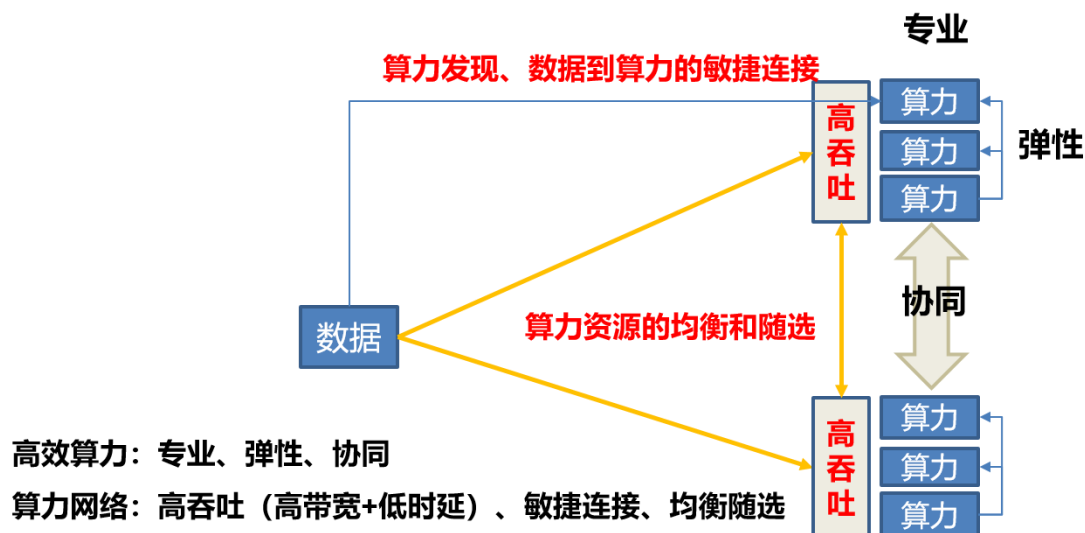 专业
算力发现、数据到算力的敏捷连接
高吞吐
算力
算力
算力
弹性
协同
数据
算力资源的均衡和随选
高吞吐
算力
算力
算力
高效算力：专业、弹性、协同
算力网络：高吞吐（高带宽+低时延）、敏捷连接、均衡随选